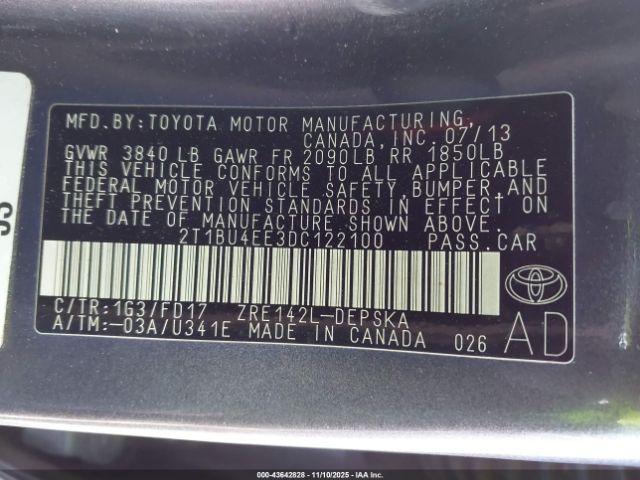 MFD.BY:TOYOTA MOTOR MANUFACTURING,
CANADA,INC.07/13
GVWR 3840 LB GAWR FR 2090LB RR 1850LB
THIS VEHICLE CONFORMS TO ALL APPLICABLE
FEDERAL MOTOR VEHICLE SAFETY,BUMPER,AND
THEFT PREVENTION STANDARDS IN EFFECT ON
THE DATE OF MANUFACTURE SHOWN ABOVE.
2T1BU4EE3DC122100 PASS.CAR
C/TR:1G3/FD17 ZRE142L-DEPSKA
A/TM:-03A/U341E MADE IN CANADA 026
AD
000-43642828 - 11/10/2025 - IAA Inc.